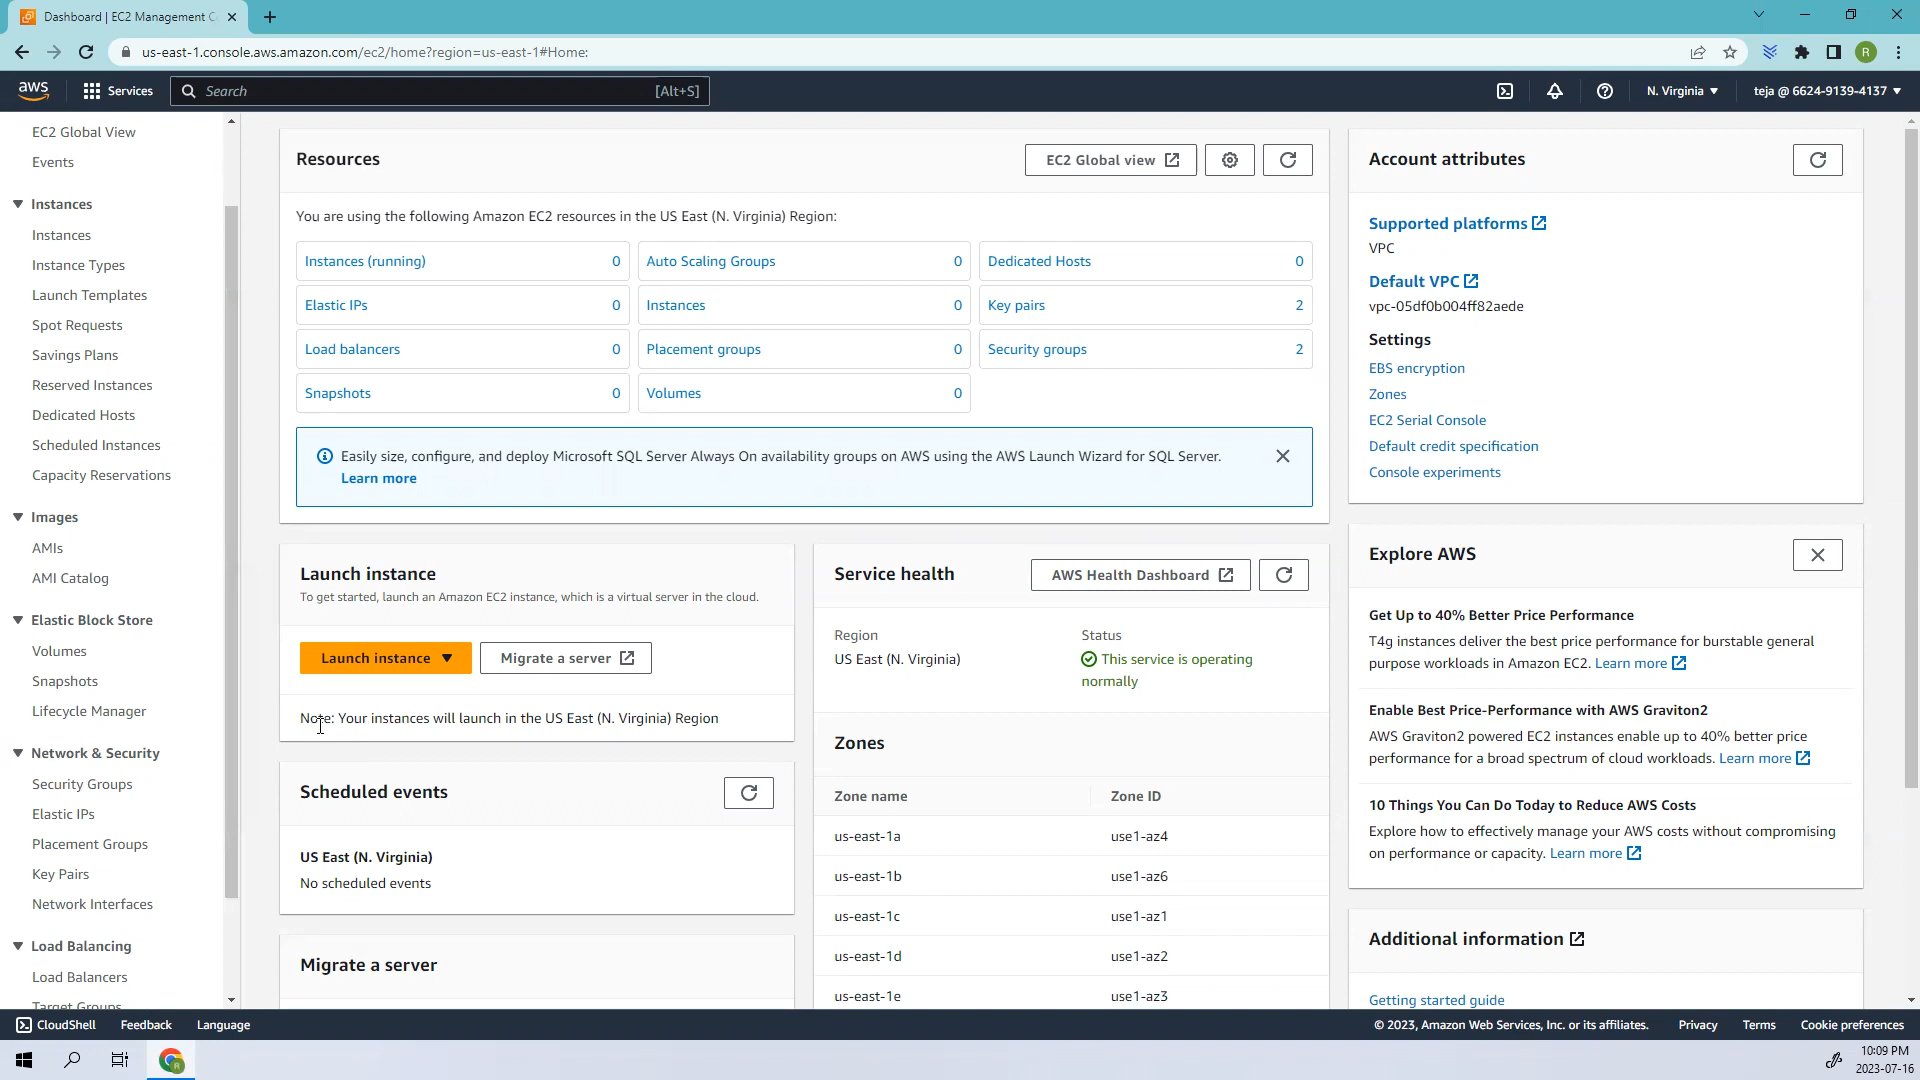 Dashboard | EC2 Management C
us-east-1.console.aws.amazon.com/ec2/home?region=us-east-1#Home:
R
aws
Services
Search
[Alt+S]
N. Virginia
teja @ 6624-9139-4137
EC2 Global View
Events
Instances
Instances
Instance Types
Launch Templates
Spot Requests
Savings Plans
Reserved Instances
Dedicated Hosts
Scheduled Instances
Capacity Reservations
Images
AMIs
AMI Catalog
Elastic Block Store
Volumes
Snapshots
Lifecycle Manager
Network & Security
Security Groups
Elastic IPs
Placement Groups
Key Pairs
Network Interfaces
Load Balancing
Load Balancers
Target Groups
Resources
EC2 Global view
You are using the following Amazon EC2 resources in the US East (N. Virginia) Region:
Instances (running) 0
Auto Scaling Groups 0
Dedicated Hosts 0
Elastic IPs 0
Instances 0
Key pairs 2
Load balancers 0
Placement groups 0
Security groups 2
Snapshots 0
Volumes 0
Easily size, configure, and deploy Microsoft SQL Server Always On availability groups on AWS using the AWS Launch Wizard for SQL Server.
Learn more
Launch instance
To get started, launch an Amazon EC2 instance, which is a virtual server in the cloud.
Launch instance
Migrate a server
Note: Your instances will launch in the US East (N. Virginia) Region
Scheduled events
US East (N. Virginia)
No scheduled events
Migrate a server
Service health
AWS Health Dashboard
Region
US East (N. Virginia)
Status
This service is operating
normally
Zones
Zone name Zone ID
us-east-1a use1-az4
us-east-1b use1-az6
us-east-1c use1-az1
us-east-1d use1-az2
us-east-1e use1-az3
Account attributes
Supported platforms
VPC
Default VPC
vpc-05df0b004ff82aede
Settings
EBS encryption
Zones
EC2 Serial Console
Default credit specification
Console experiments
Explore AWS
Get Up to 40% Better Price Performance
T4g instances deliver the best price performance for burstable general
purpose workloads in Amazon EC2. Learn more
Enable Best Price-Performance with AWS Graviton2
AWS Graviton2 powered EC2 instances enable up to 40% better price
performance for a broad spectrum of cloud workloads. Learn more
10 Things You Can Do Today to Reduce AWS Costs
Explore how to effectively manage your AWS costs without compromising
on performance or capacity. Learn more
Additional information
Getting started guide
CloudShell
Feedback
Language
© 2023, Amazon Web Services, Inc. or its affiliates.
Privacy
Terms
Cookie preferences
R
10:09 PM
2023-07-16